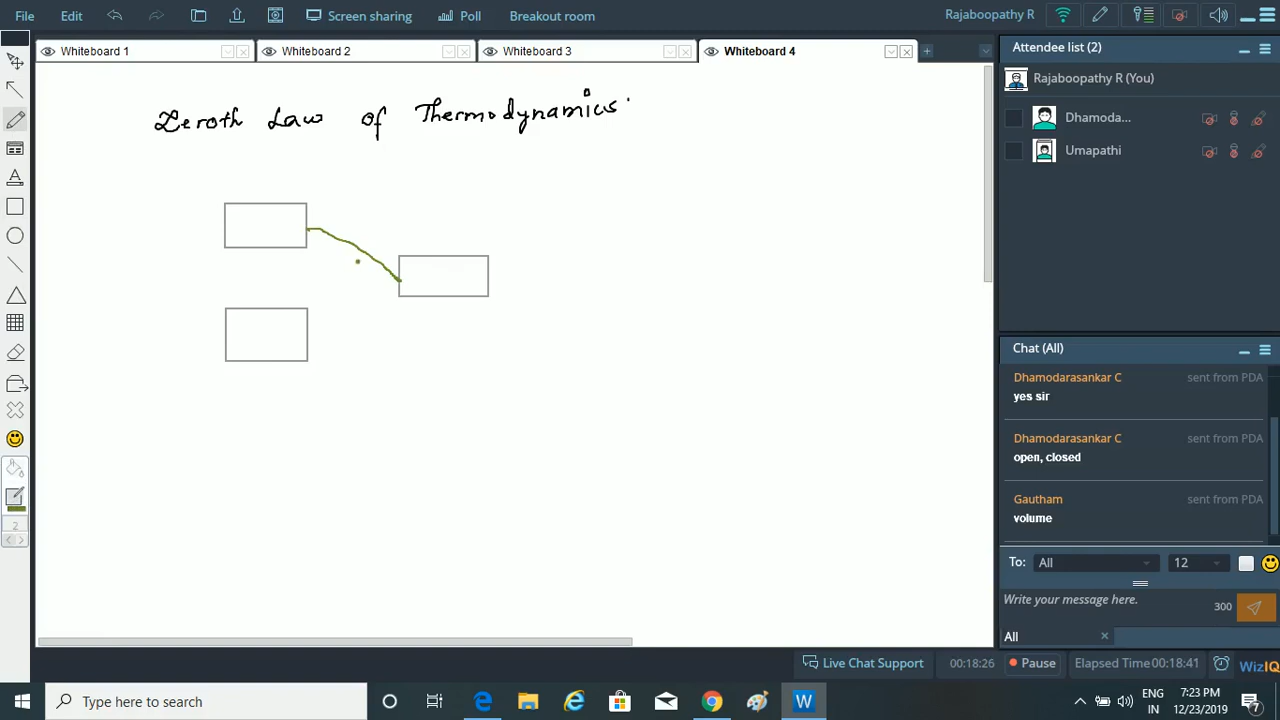 File Edit Screen sharing Poll Breakout room Rajaboopathy R
Whiteboard 1 Whiteboard 2 Whiteboard 3 Whiteboard 4
Zeroth Law of Thermodynamics
Attendee list (2)
Rajaboopathy R (You)
Dhamoda...
Umapathi
Chat (All)
Dhamodarasankar C sent from PDA
yes sir
Dhamodarasankar C sent from PDA
open, closed
Gautham sent from PDA
volume
To: All 12
Write your message here. 300
All
2
Live Chat Support 00:18:26 Pause Elapsed Time 00:18:41 WizIQ
Type here to search
ENG 7:23 PM
IN 12/23/2019